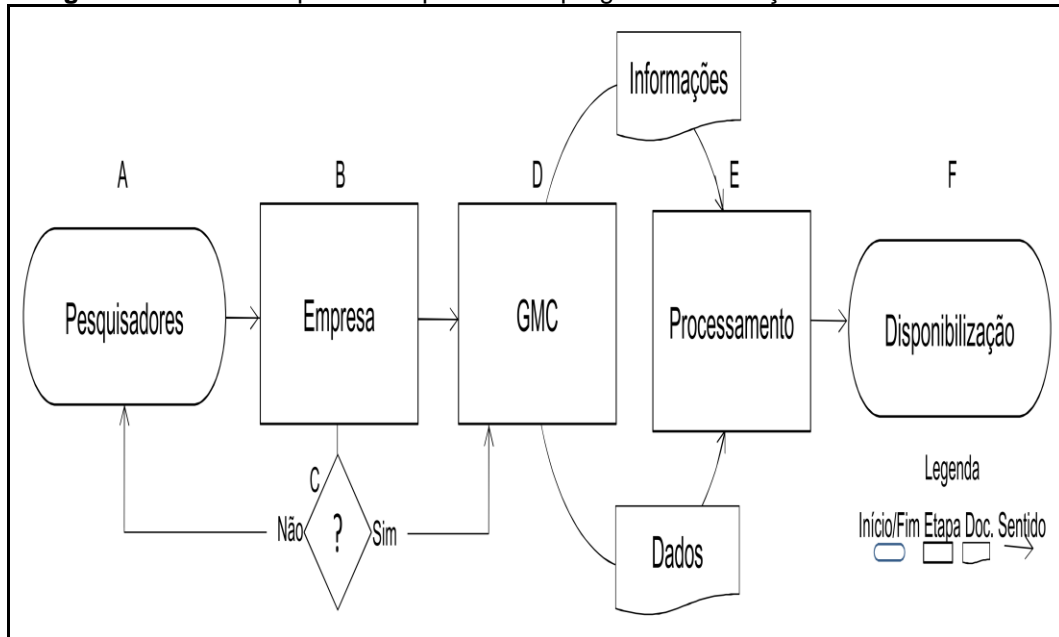 Informações
A B D E F
Pesquisadores Empresa GMC Processamento Disponibilização
C
Não ? Sim
Dados
Legenda
Início/Fim Etapa Doc. Sentido